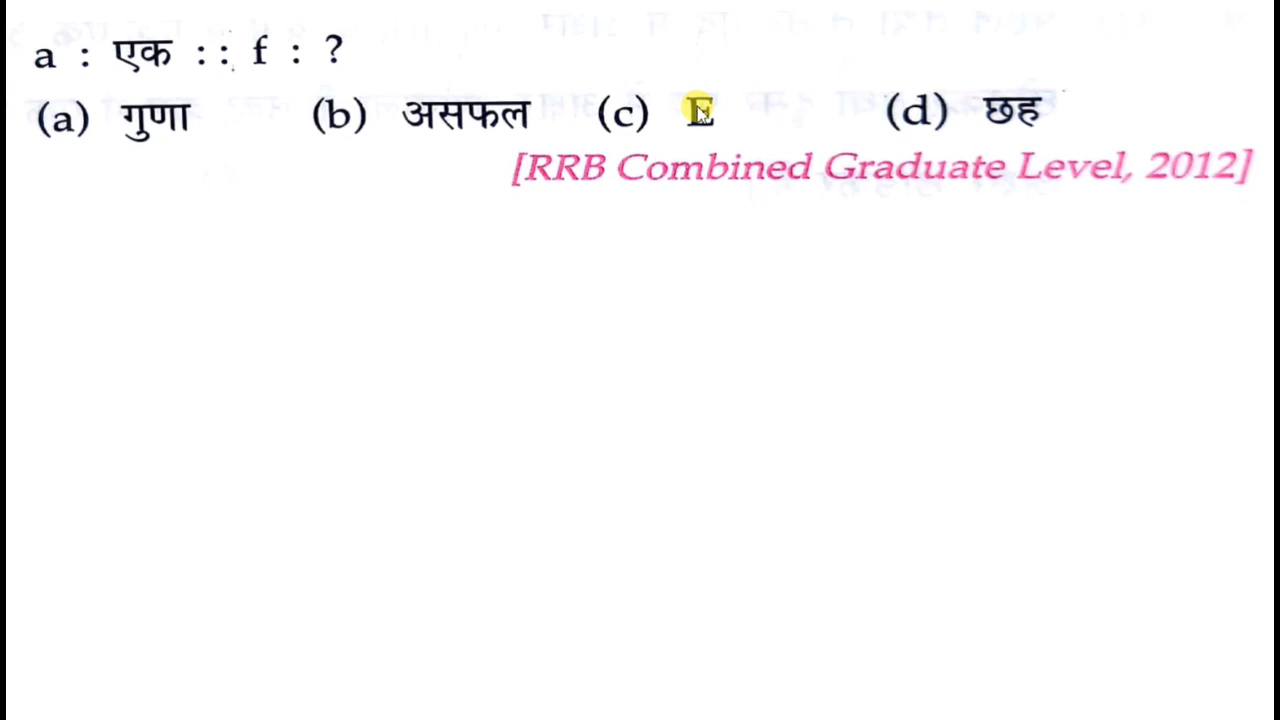 a : एक :: f : ?
(a) गुणा (b) असफल (c) E (d) छह
[RRB Combined Graduate Level, 2012]